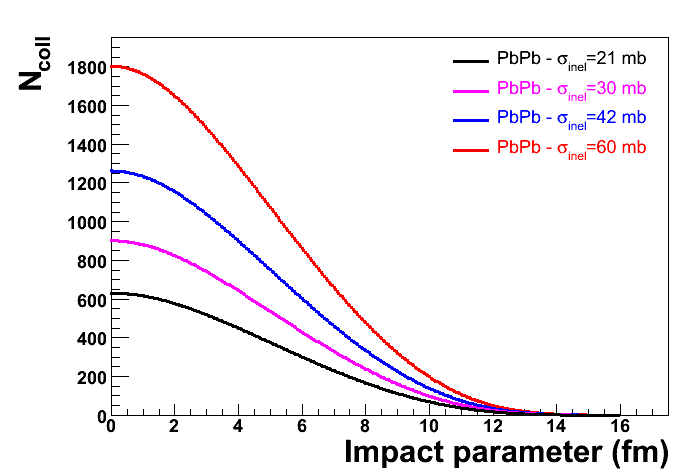 N_coll
1800
1600
1400
1200
1000
800
600
400
200
0
0 2 4 6 8 10 12 14 16
Impact parameter (fm)
PbPb - σ_inel=21 mb
PbPb - σ_inel=30 mb
PbPb - σ_inel=42 mb
PbPb - σ_inel=60 mb